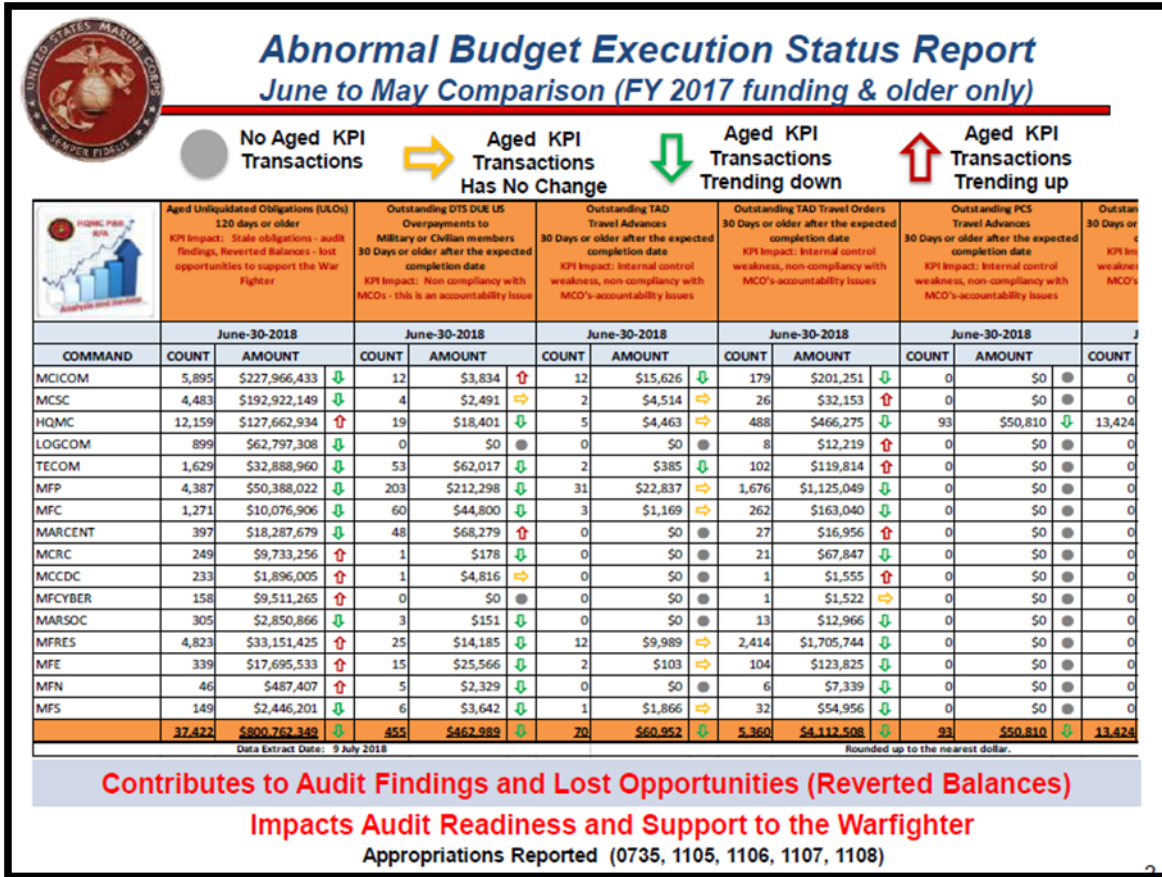 UNITED STATES MARINE CORPS
SEMPER FIDELIS
Abnormal Budget Execution Status Report
June to May Comparison (FY 2017 funding & older only)
No Aged KPI
Transactions
Aged KPI
Transactions
Has No Change
Aged KPI
Transactions
Trending down
Aged KPI
Transactions
Trending up
HQMC P&R
RFA
Analysis and Review
Aged Unliquidated Obligations (ULOs)
120 days or older
KPI Impact: Stale obligations - audit
findings, Reverted Balances - lost
opportunities to support the War
Fighter
Outstanding DTS DUE US
Overpayments to
Military or Civilian members
30 Days or older after the expected
completion date
KPI Impact: Non compliancy with
MCOs - this is an accountability issue
Outstanding TAD
Travel Advances
30 Days or older after the expected
completion date
KPI Impact: Internal control
weakness, non-compliancy with
MCO's-accountability issues
Outstanding TAD Travel Orders
30 Days or older after the expected
completion date
KPI Impact: Internal control
weakness, non-compliancy with
MCO's-accountability issues
Outstanding PCS
Travel Advances
30 Days or older after the expected
completion date
KPI Impact: Internal control
weakness, non-compliancy with
MCO's-accountability issues
Outstan
30 Days or
KPI Im
weaknes
MCO's
June-30-2018 June-30-2018 June-30-2018 June-30-2018 June-30-2018 J
COMMAND COUNT AMOUNT COUNT AMOUNT COUNT AMOUNT COUNT AMOUNT COUNT AMOUNT COUNT
MCICOM 5,895 $227,966,433 12 $3,834 12 $15,626 179 $201,251 0 $0 0
MCSC 4,483 $192,922,149 4 $2,491 2 $4,514 26 $32,153 0 $0 0
HQMC 12,159 $127,662,934 19 $18,401 5 $4,463 488 $466,275 93 $50,810 13,424
LOGCOM 899 $62,797,308 0 $0 0 $0 8 $12,219 0 $0 0
TECOM 1,629 $32,888,960 53 $62,017 2 $385 102 $119,814 0 $0 0
MFP 4,387 $50,388,022 203 $212,298 31 $22,837 1,676 $1,125,049 0 $0 0
MFC 1,271 $10,076,906 60 $44,800 3 $1,169 262 $163,040 0 $0 0
MARCENT 397 $18,287,679 48 $68,279 0 $0 27 $16,956 0 $0 0
MCRC 249 $9,733,256 1 $178 0 $0 21 $67,847 0 $0 0
MCCDC 233 $1,896,005 1 $4,816 0 $0 1 $1,555 0 $0 0
MFCYBER 158 $9,511,265 0 $0 0 $0 1 $1,522 0 $0 0
MARSOC 305 $2,850,866 3 $151 0 $0 13 $12,966 0 $0 0
MFRES 4,823 $33,151,425 25 $14,185 12 $9,989 2,414 $1,705,744 0 $0 0
MFE 339 $17,695,533 15 $25,566 2 $103 104 $123,825 0 $0 0
MFN 46 $487,407 5 $2,329 0 $0 6 $7,339 0 $0 0
MFS 149 $2,446,201 6 $3,642 1 $1,866 32 $54,956 0 $0 0
37,422 $800,762,349 455 $462,989 70 $60,952 5,360 $4,112,508 93 $50,810 13,424
Data Extract Date: 9 July 2018 Rounded up to the nearest dollar.
Contributes to Audit Findings and Lost Opportunities (Reverted Balances)
Impacts Audit Readiness and Support to the Warfighter
Appropriations Reported (0735, 1105, 1106, 1107, 1108)